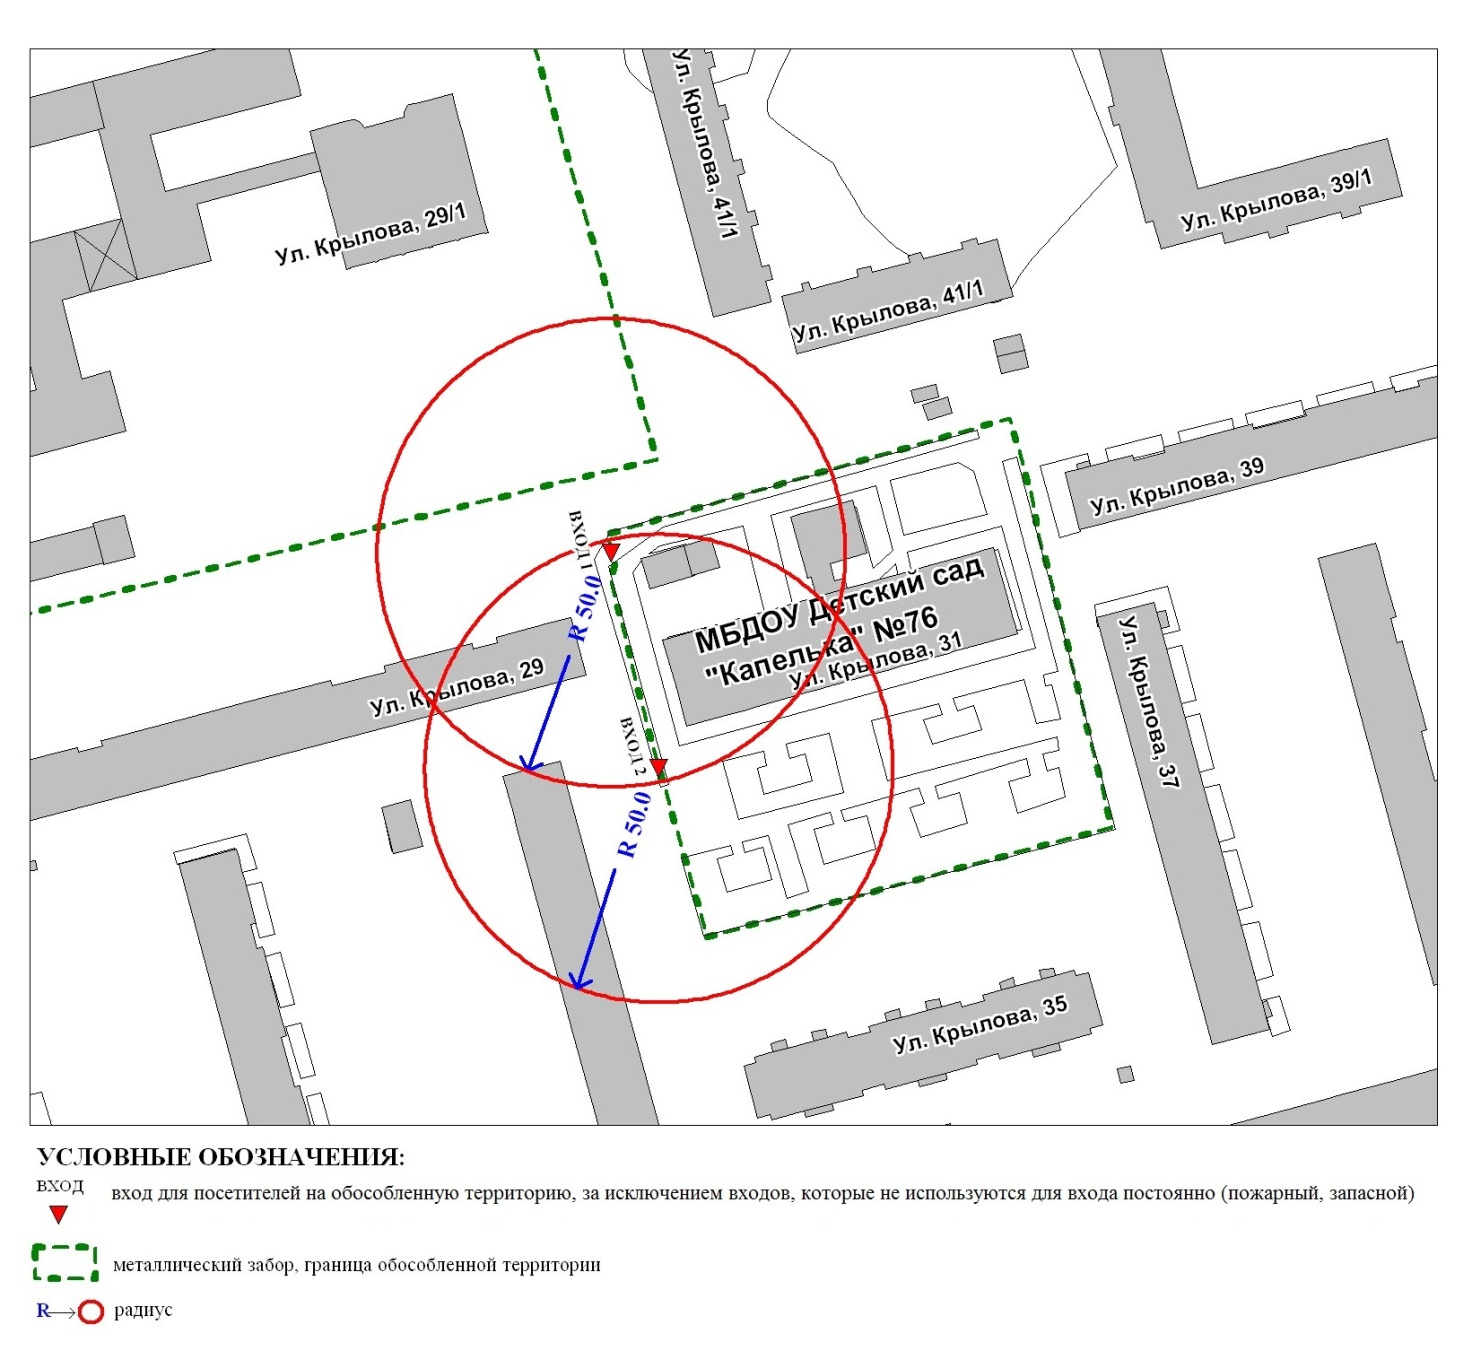 Ул. Крылова, 41/1
Ул. Крылова, 29/1
Ул. Крылова, 39/1
Ул. Крылова, 41/1
Ул. Крылова, 39
ВХОД 1
R 50.0
МБДОУ Детский сад
"Капелька" №76
Ул. Крылова, 31
Ул. Крылова, 29
Ул. Крылова, 37
ВХОД 2
R 50.0
Ул. Крылова, 35
УСЛОВНЫЕ ОБОЗНАЧЕНИЯ:
ВХОД
вход для посетителей на обособленную территорию, за исключением входов, которые не используются для входа постоянно (пожарный, запасной)
металлический забор, граница обособленной территории
R
радиус